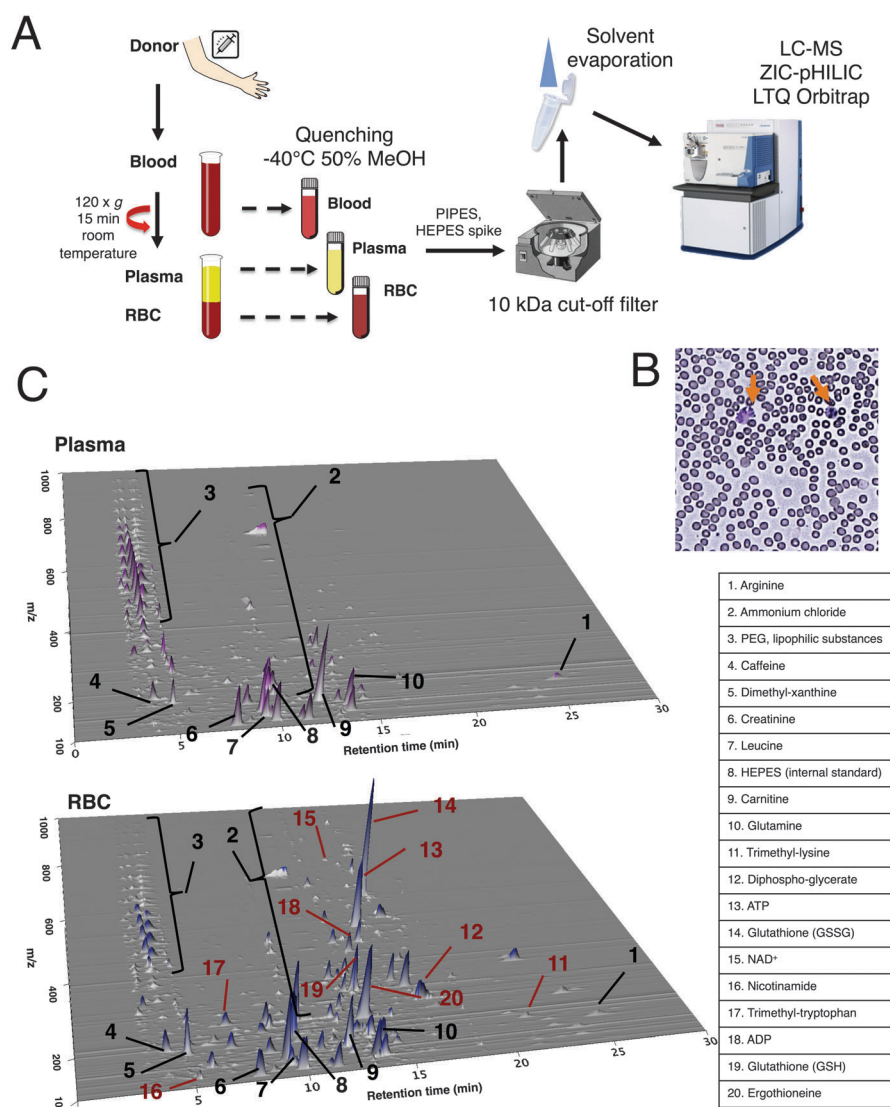 A
Donor
Blood
120 x g
15 min
room
temperature
Plasma
RBC
Quenching
-40°C 50% MeOH
Blood
Plasma
RBC
PIPES,
HEPES spike
Solvent
evaporation
10 kDa cut-off filter
LC-MS
ZIC-pHILIC
LTQ Orbitrap
B
C
Plasma
1000
800
600
400
200
100
m/z
0
5
10
15
20
25
30
Retention time (min)
3
2
1
4
5
6
7
8
9
10
RBC
1000
800
600
400
200
10
m/z
5
10
15
20
25
30
Retention time (min)
3
2
15
14
13
18
12
17
19
20
11
1
4
5
16
6
7
8
9
10
1. Arginine
2. Ammonium chloride
3. PEG, lipophilic substances
4. Caffeine
5. Dimethyl-xanthine
6. Creatinine
7. Leucine
8. HEPES (internal standard)
9. Carnitine
10. Glutamine
11. Trimethyl-lysine
12. Diphospho-glycerate
13. ATP
14. Glutathione (GSSG)
15. NAD⁺
16. Nicotinamide
17. Trimethyl-tryptophan
18. ADP
19. Glutathione (GSH)
20. Ergothioneine